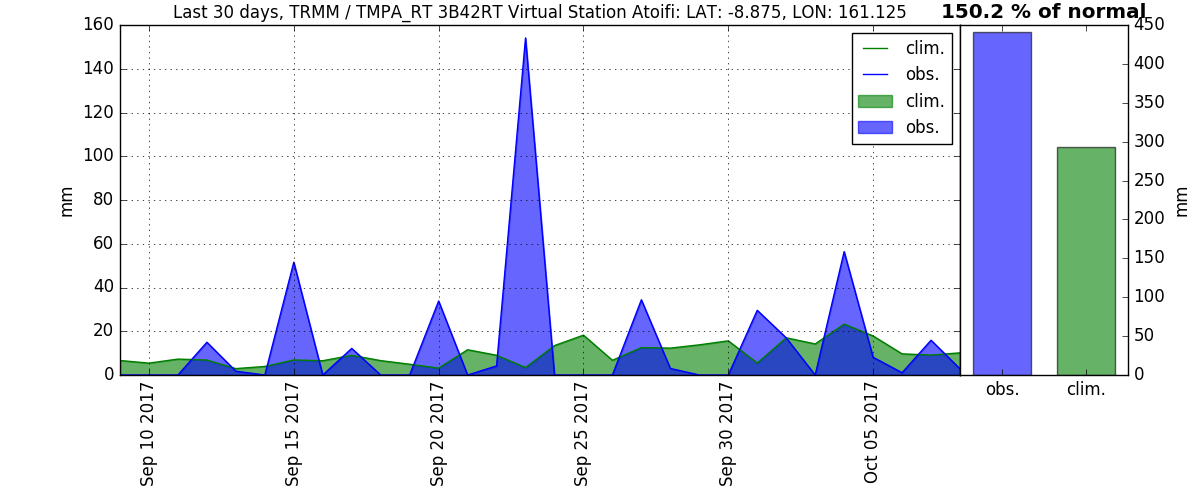 Last 30 days, TRMM / TMPA_RT 3B42RT Virtual Station Atoifi: LAT: -8.875, LON: 161.125
150.2 % of normal
160
140
120
100
80
60
40
20
0
mm
clim.
obs.
clim.
obs.
Sep 10 2017
Sep 15 2017
Sep 20 2017
Sep 25 2017
Sep 30 2017
Oct 05 2017
450
400
350
300
250
200
150
100
50
0
mm
obs.
clim.